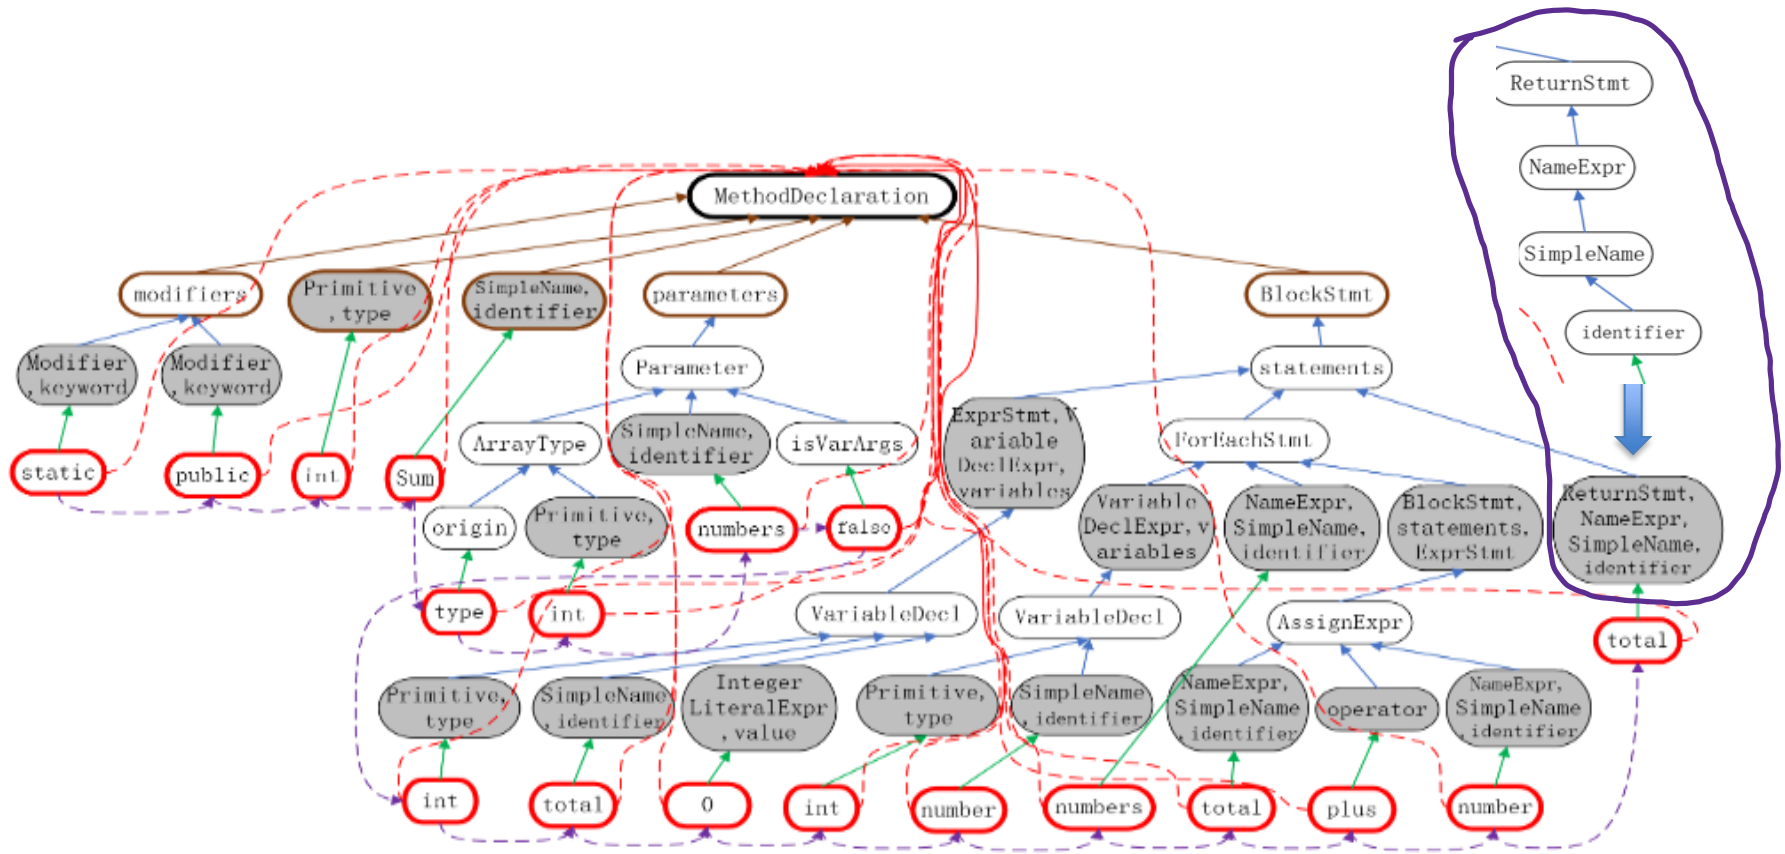 ReturnStmt
NameExpr
SimpleName
identifier
MethodDeclaration
modifiers
Primitive
,type
SimpleName,
identifier
parameters
BlockStmt
Modifier
,keyword
Modifier
,keyword
Parameter
statements
static
public
int
Sum
ArrayType
SimpleName,
identifier
isVarArgs
ExprStmt,V
ariable
DeclExpr,
variables
ForEachStmt
origin
Primitive,
type
numbers
false
Variable
DeclExpr,v
ariables
NameExpr,
SimpleName,
identifier
BlockStmt,
statements,
ExprStmt
ReturnStmt,
NameExpr,
SimpleName,
identifier
type
int
VariableDecl
VariableDecl
AssignExpr
total
Primitive,
type
SimpleName
,identifier
Integer
LiteralExpr
,value
Primitive,
type
SimpleName
,identifier
NameExpr,
SimpleName
,identifier
operator
NameExpr,
SimpleName
,identifier
int
total
0
int
number
numbers
total
plus
number